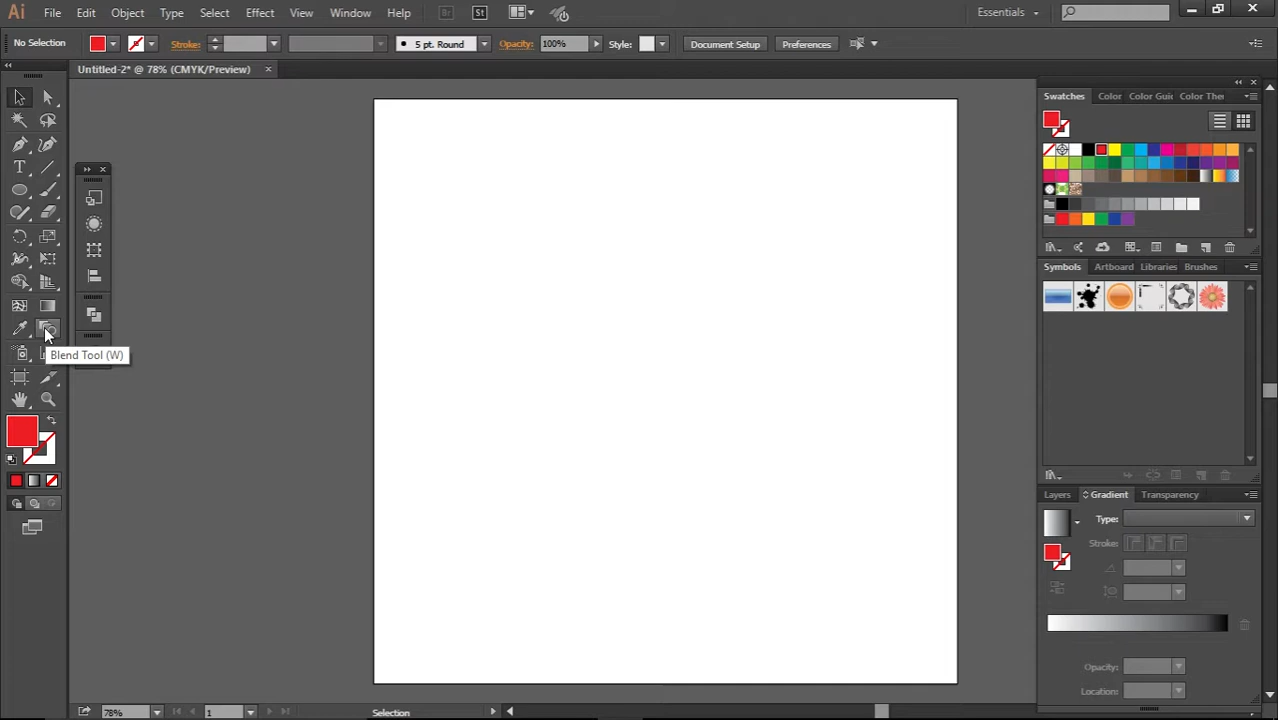 Ai File Edit Object Type Select Effect View Window Help Br St Essentials
No Selection Stroke: 5 pt. Round Opacity: 100% Style: Document Setup Preferences
Untitled-2* @ 78% (CMYK/Preview)
Swatches Color Color Guid Color The
Symbols Artboard Libraries Brushes
Blend Tool (W)
Layers Gradient Transparency
Type:
Stroke:
Opacity:
Location:
78% 1 Selection